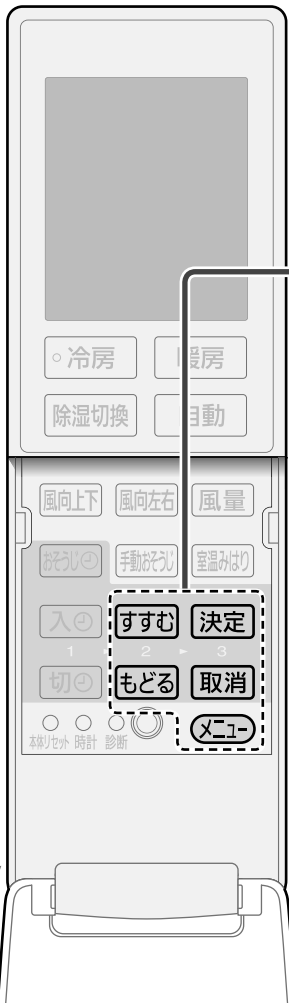 冷房 暖房
除湿切換 自動
風向上下 風向左右 風量
おそうじ 手動おそうじ 室温みはり
入 すすむ 決定
1 2 3
切 もどる 取消
メニュー
本体リセット 時計 診断